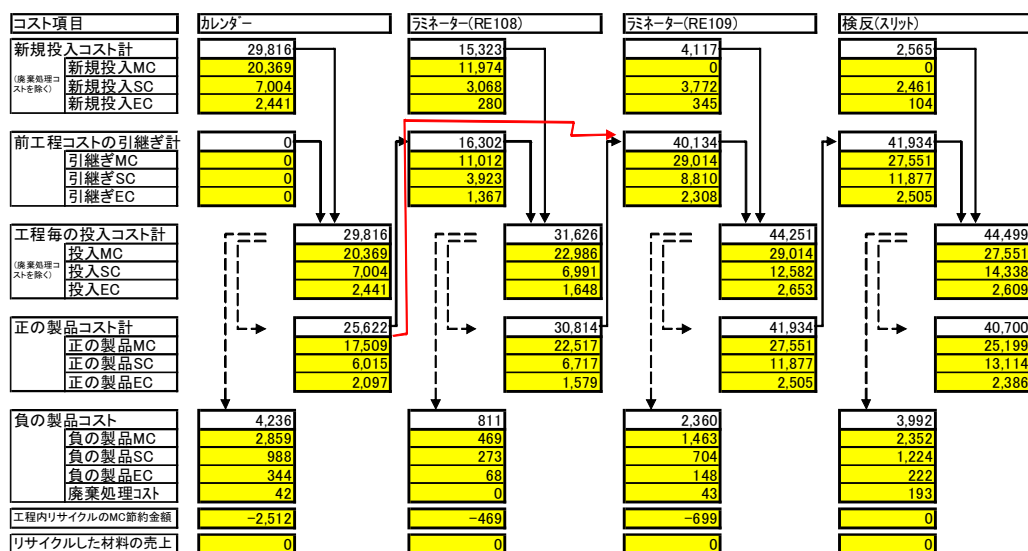 コスト項目 カレンダー ラミネーター(RE108) ラミネーター(RE109) 検反(スリット)
新規投入コスト計 29,816 15,323 4,117 2,565
(廃棄処理コストを除く)
新規投入MC 20,369 11,974 0 0
新規投入SC 7,004 3,068 3,772 2,461
新規投入EC 2,441 280 345 104
前工程コストの引継ぎ計 0 16,302 40,134 41,934
引継ぎMC 0 11,012 29,014 27,551
引継ぎSC 0 3,923 8,810 11,877
引継ぎEC 0 1,367 2,308 2,505
工程毎の投入コスト計 29,816 31,626 44,251 44,499
(廃棄処理コストを除く)
投入MC 20,369 22,986 29,014 27,551
投入SC 7,004 6,991 12,582 14,338
投入EC 2,441 1,648 2,653 2,609
正の製品コスト計 25,622 30,814 41,934 40,700
正の製品MC 17,509 22,517 27,551 25,199
正の製品SC 6,015 6,717 11,877 13,114
正の製品EC 2,097 1,579 2,505 2,386
負の製品コスト 4,236 811 2,360 3,992
負の製品MC 2,859 469 1,463 2,352
負の製品SC 988 273 704 1,224
負の製品EC 344 68 148 222
廃棄処理コスト 42 0 43 193
工程内リサイクルのMC節約金額 -2,512 -469 -699 0
リサイクルした材料の売上 0 0 0 0